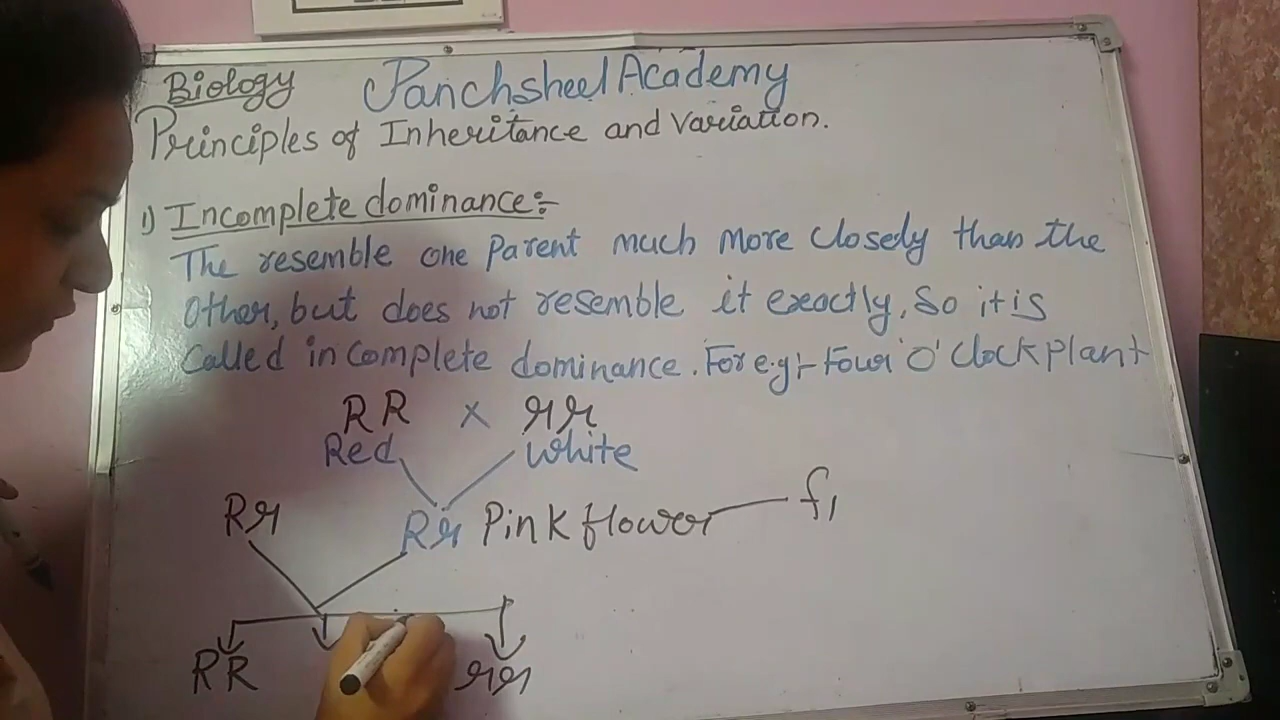 Biology Panchsheel Academy
Principles of Inheritance and Variation.
1) Incomplete dominance:-
The resemble one Parent much more closely than the
Other, but does not resemble it exactly, So it is
Called incomplete dominance. For e.g:- Four 'O' Clock plant
RR × rr
Red White
Rr Rr Pink flower — f1
RR rr